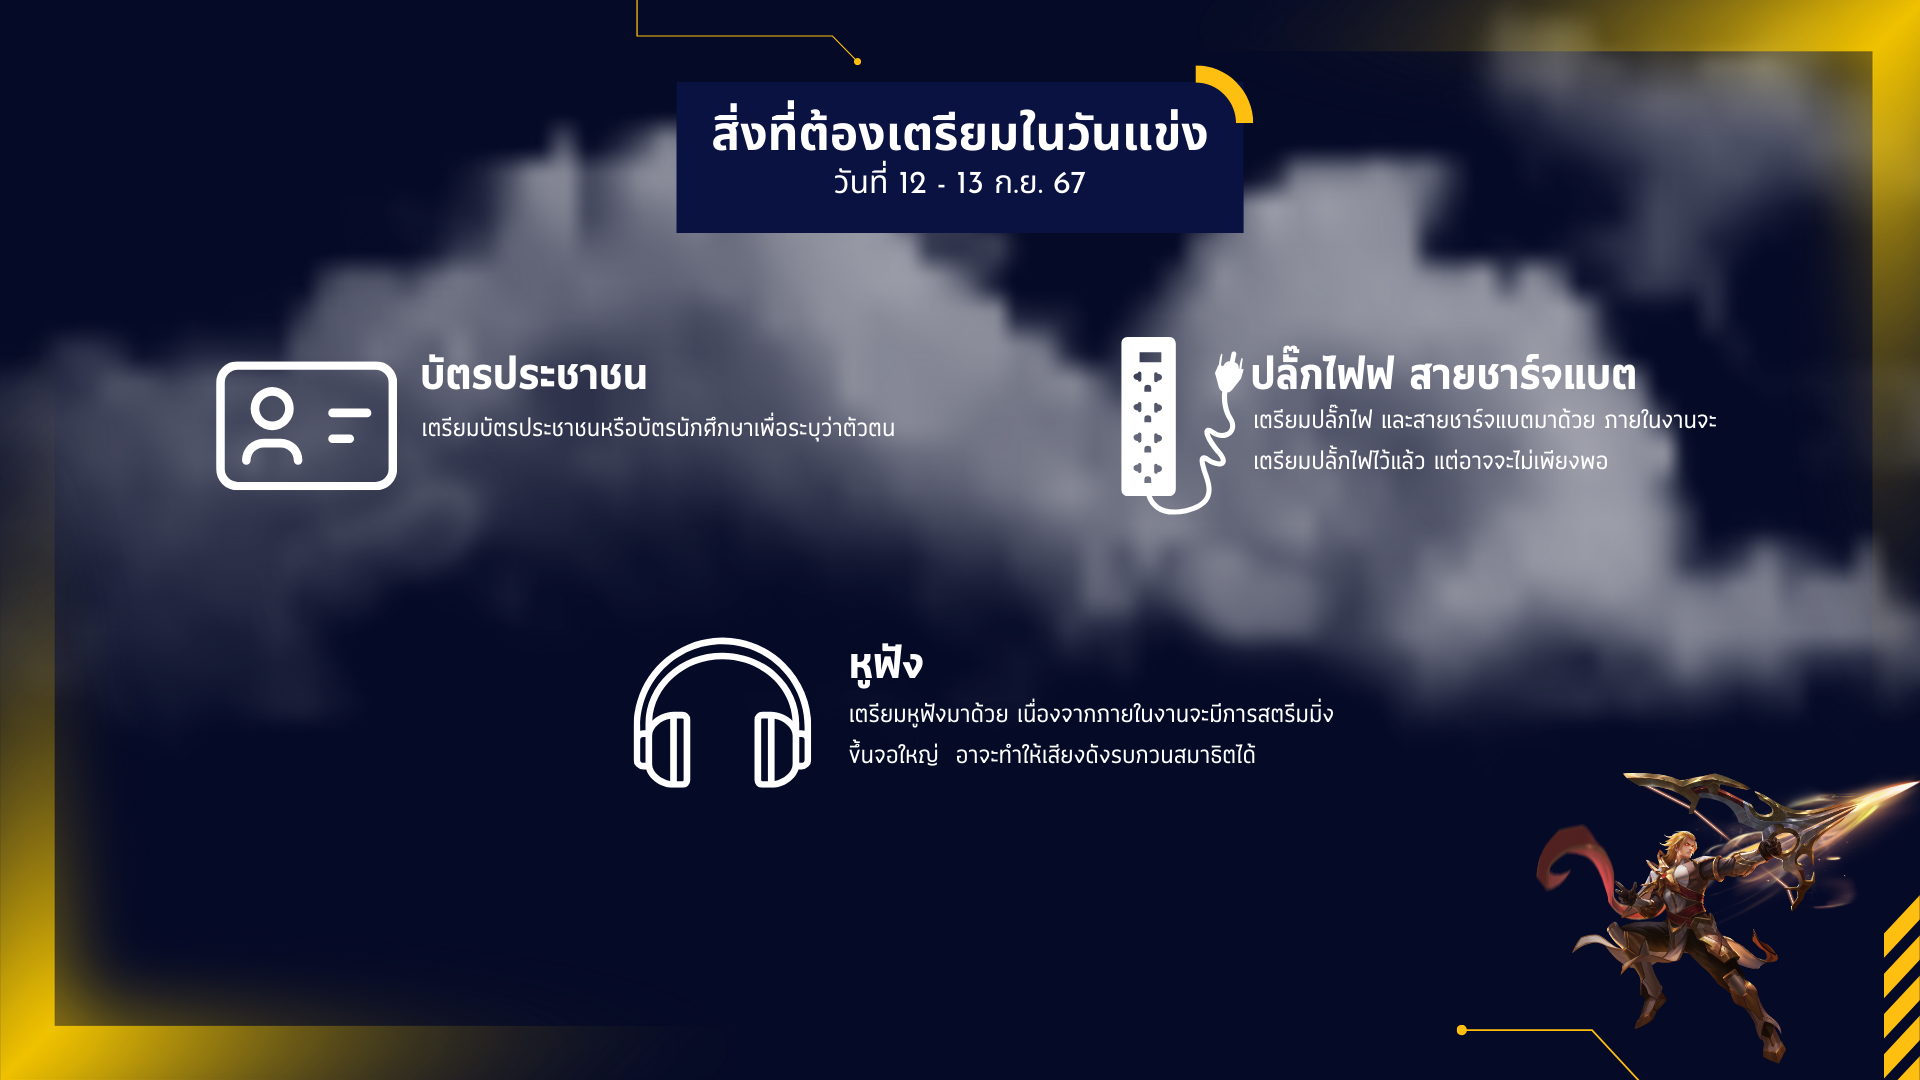 สิ่งที่ต้องเตรียมในวันแข่ง
วันที่ 12 - 13 ก.ย. 67
บัตรประชาชน
เตรียมบัตรประชาชนหรือบัตรนักศึกษาเพื่อระบุว่าตัวตน
ปลั๊กไฟฟ สายชาร์จแบต
เตรียมปลั๊กไฟ และสายชาร์จแบตมาด้วย ภายในงานจะ
เตรียมปลั้กไฟไว้แล้ว แต่อาจจะไม่เพียงพอ
หูฟัง
เตรียมหูฟังมาด้วย เนื่องจากภายในงานจะมีการสตรีมมิ่ง
ขึ้นจอใหญ่ อาจะทำให้เสียงดังรบกวนสมาธิตได้